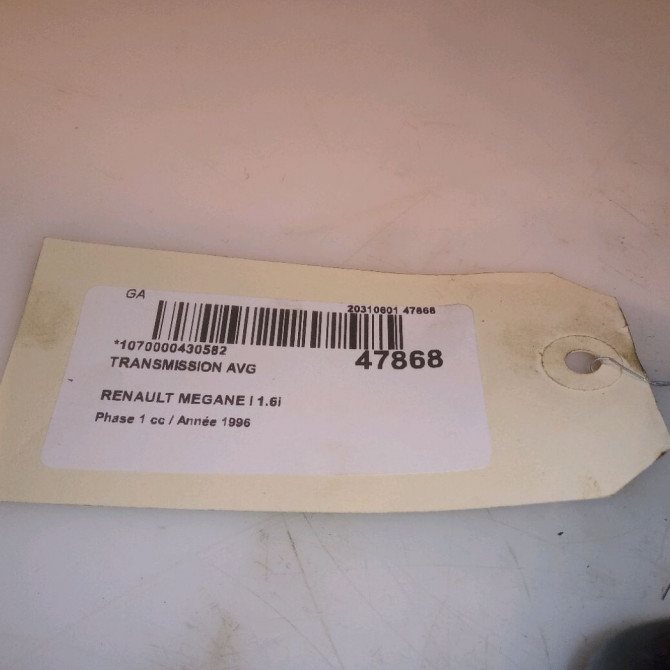 GA
20310601 47868
*1070000430582
47868
TRANSMISSION AVG
RENAULT MEGANE I 1.6i
Phase 1 cc / Année 1996